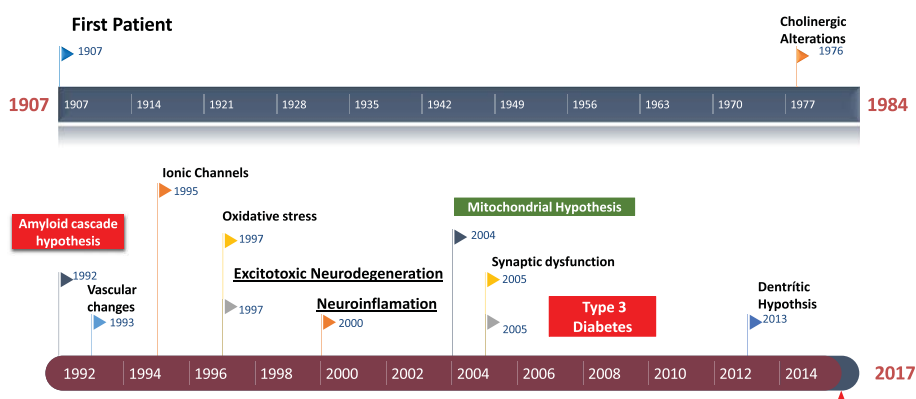 First Patient
1907
Cholinergic
Alterations
1976
1907
1907
1914
1921
1928
1935
1942
1949
1956
1963
1970
1977
1984
Ionic Channels
1995
Amyloid cascade
hypothesis
1992
Vascular
changes
1993
Oxidative stress
1997
Excitotoxic Neurodegeneration
1997
Neuroinflamation
2000
Mitochondrial Hypothesis
2004
Synaptic dysfunction
2005
Type 3
Diabetes
2005
Dentrític
Hypothsis
2013
1992
1994
1996
1998
2000
2002
2004
2006
2008
2010
2012
2014
2017